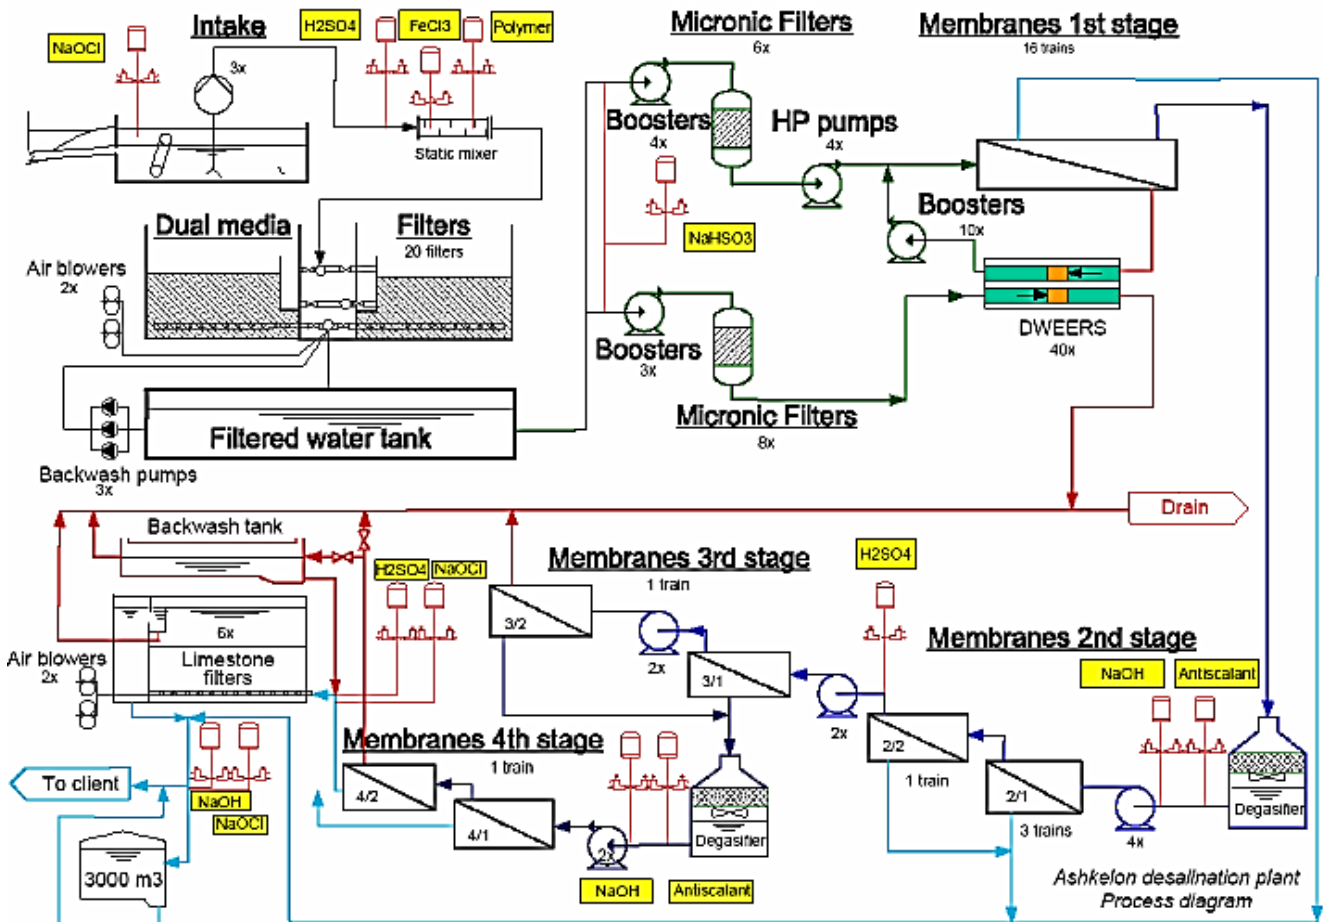 Intake
NaOCl
3x
H2SO4
FeCl3
Polymer
Static mixer
Micronic Filters
6x
Membranes 1st stage
16 trains
Boosters
4x
HP pumps
4x
NaHSO3
Boosters
10x
Dual media
Filters
20 filters
Air blowers
2x
DWEERS
40x
Boosters
3x
Micronic Filters
8x
Filtered water tank
Backwash pumps
3x
Drain
Backwash tank
H2SO4
NaOCl
Membranes 3rd stage
1 train
H2SO4
3/2
2x
3/1
6x
Limestone
filters
Air blowers
2x
Membranes 2nd stage
NaOH
Antiscalant
2x
2/2
1 train
2/1
3 trains
4x
Degasifier
Membranes 4th stage
1 train
4/2
4/1
2x
Degasifier
NaOH
Antiscalant
To client
NaOH
NaOCl
3000 m3
Ashkelon desalination plant
Process diagram